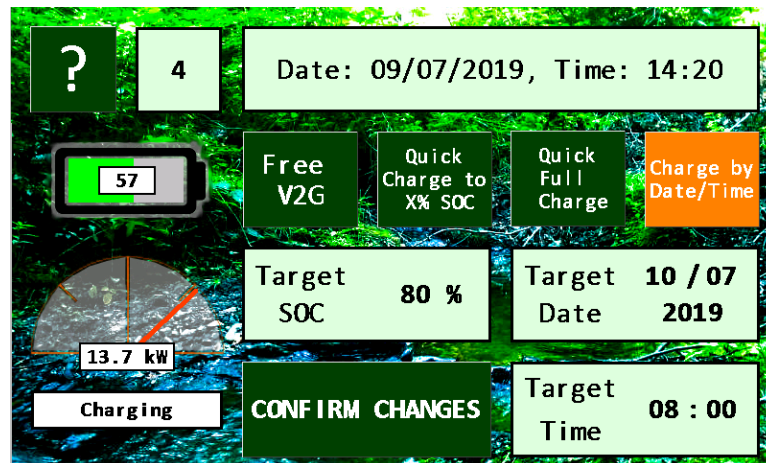 ?
4
Date: 09/07/2019, Time: 14:20
57
Free
V2G
Quick
Charge to
X% SOC
Quick
Full
Charge
Charge by
Date/Time
Target
SOC
80 %
Target
Date
10 / 07
2019
13.7 kW
Charging
CONFIRM CHANGES
Target
Time
08 : 00